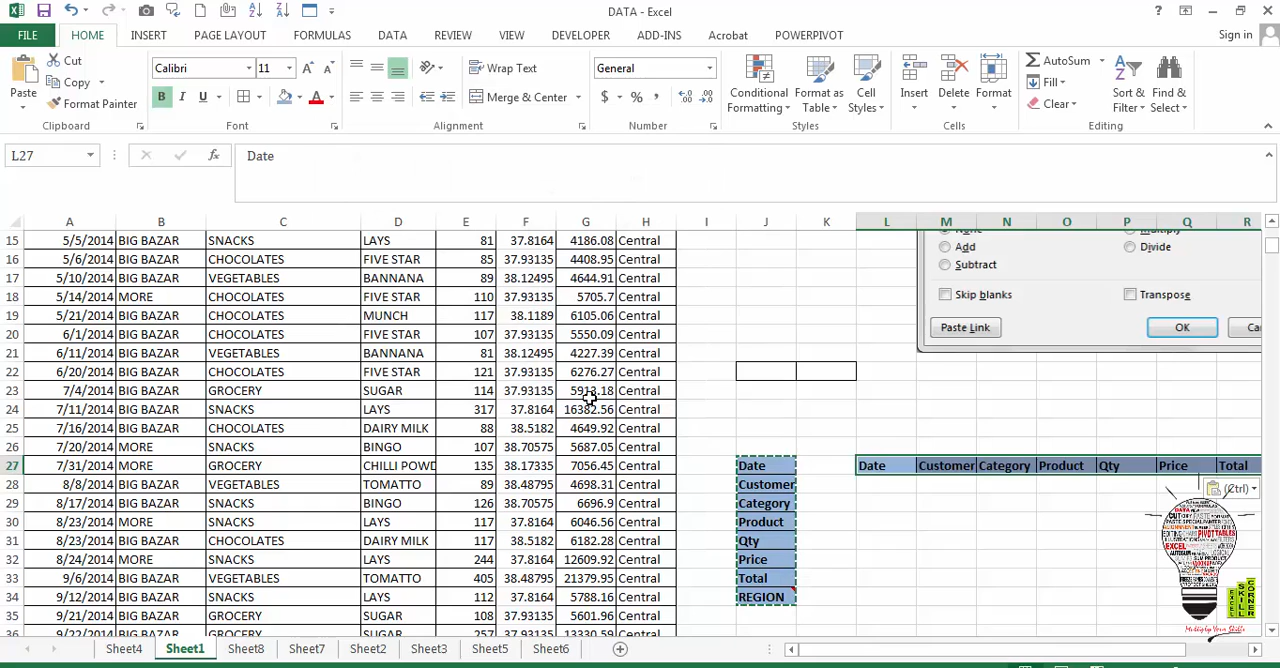 DATA - Excel
? 
Sign in
FILE HOME INSERT PAGE LAYOUT FORMULAS DATA REVIEW VIEW DEVELOPER ADD-INS Acrobat POWERPIVOT
Paste
Cut
Copy
Format Painter
Clipboard
Calibri 11
B I U
Font
Wrap Text
Merge & Center
Alignment
General
$ % ,
Number
Conditional Formatting
Format as Table
Cell Styles
Styles
Insert Delete Format
Cells
AutoSum
Fill
Clear
Sort & Filter
Find & Select
Editing
L27 fx Date
A B C D E F G H I J K L M N O P Q R
15 5/5/2014 BIG BAZAR SNACKS LAYS 81 37.8164 4186.08 Central
16 5/6/2014 BIG BAZAR CHOCOLATES FIVE STAR 85 37.93135 4408.95 Central Add Divide
17 5/10/2014 BIG BAZAR VEGETABLES BANNANA 89 38.12495 4644.91 Central Subtract
18 5/14/2014 MORE CHOCOLATES FIVE STAR 110 37.93135 5705.7 Central Skip blanks Transpose
19 5/21/2014 BIG BAZAR CHOCOLATES MUNCH 117 38.1189 6105.06 Central
20 6/1/2014 BIG BAZAR CHOCOLATES FIVE STAR 107 37.93135 5550.09 Central Paste Link OK Ca
21 6/11/2014 BIG BAZAR VEGETABLES BANNANA 81 38.12495 4227.39 Central
22 6/20/2014 BIG BAZAR CHOCOLATES FIVE STAR 121 37.93135 6276.27 Central
23 7/4/2014 BIG BAZAR GROCERY SUGAR 114 37.93135 5913.18 Central
24 7/11/2014 BIG BAZAR SNACKS LAYS 317 37.8164 16382.56 Central
25 7/16/2014 BIG BAZAR CHOCOLATES DAIRY MILK 88 38.5182 4649.92 Central
26 7/20/2014 MORE SNACKS BINGO 107 38.70575 5687.05 Central
27 7/31/2014 MORE GROCERY CHILLI POWD 135 38.17335 7056.45 Central Date Date Customer Category Product Qty Price Total
28 8/8/2014 BIG BAZAR VEGETABLES TOMATTO 89 38.48795 4698.31 Central Customer (Ctrl)
29 8/17/2014 BIG BAZAR SNACKS BINGO 126 38.70575 6696.9 Central Category
30 8/23/2014 MORE SNACKS LAYS 117 37.8164 6046.56 Central Product
31 8/23/2014 BIG BAZAR CHOCOLATES DAIRY MILK 117 38.5182 6182.28 Central Qty
32 8/24/2014 MORE SNACKS LAYS 244 37.8164 12609.92 Central Price
33 9/6/2014 BIG BAZAR VEGETABLES TOMATTO 405 38.48795 21379.95 Central Total
34 9/12/2014 BIG BAZAR SNACKS LAYS 112 37.8164 5788.16 Central REGION
35 9/21/2014 BIG BAZAR GROCERY SUGAR 108 37.93135 5601.96 Central
36 9/22/2014 BIG BAZAR GROCERY SUGAR 257 37.93135 13330.59 Central
PIVOT TABLES
EXCEL
EXCEL SKILL CORNER
Multiply Your Skills
Sheet4 Sheet1 Sheet8 Sheet7 Sheet2 Sheet3 Sheet5 Sheet6